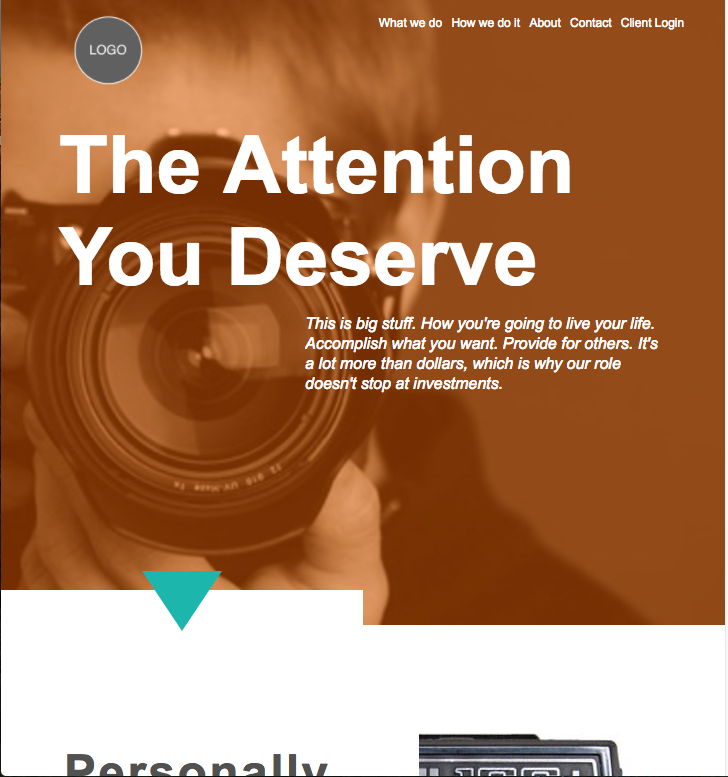 LOGO
What we do How we do it About Contact Client Login
The Attention
You Deserve
This is big stuff. How you're going to live your life.
Accomplish what you want. Provide for others. It's
a lot more than dollars, which is why our role
doesn't stop at investments.
Personally